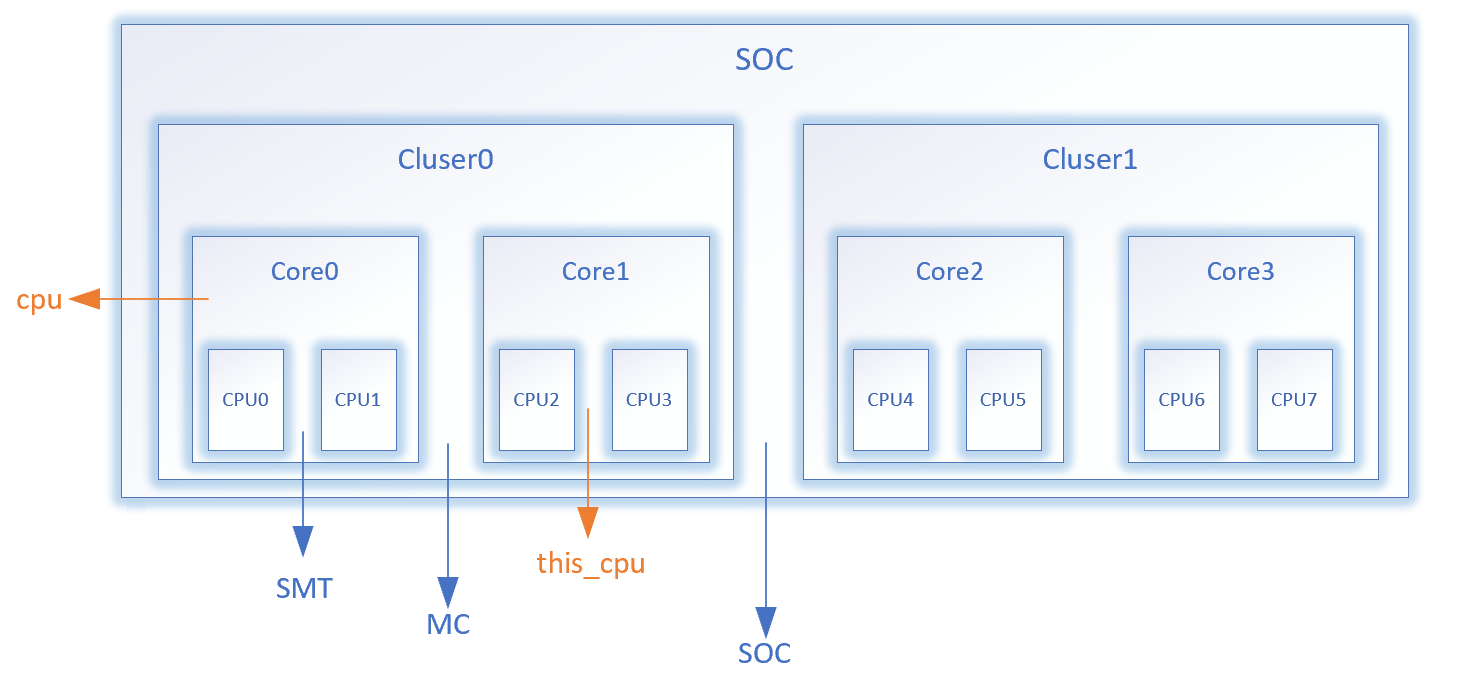 SOC
Cluser0
Cluser1
Core0
Core1
Core2
Core3
cpu
CPU0
CPU1
CPU2
CPU3
CPU4
CPU5
CPU6
CPU7
this_cpu
SMT
MC
SOC